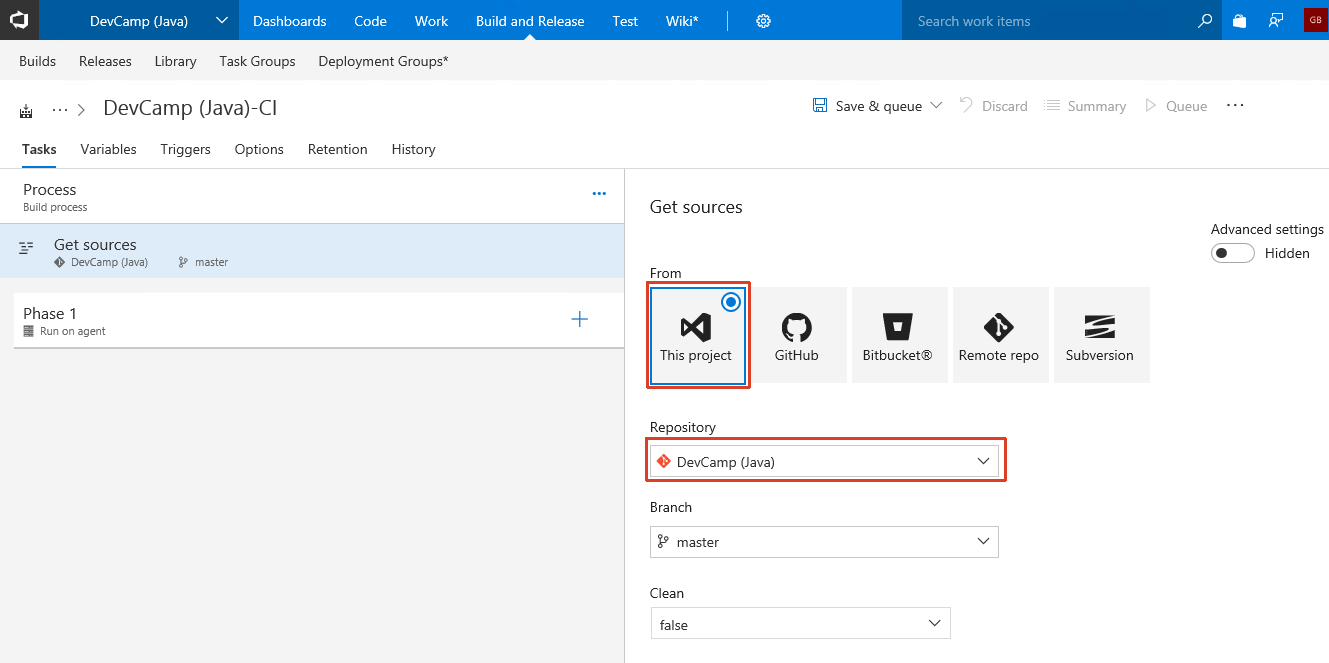 DevCamp (Java) Dashboards Code Work Build and Release Test Wiki* Search work items GB
Builds Releases Library Task Groups Deployment Groups*
··· > DevCamp (Java)-CI Save & queue Discard Summary Queue ···
Tasks Variables Triggers Options Retention History
Process ···
Build process
Get sources
DevCamp (Java) master
Phase 1
Run on agent
Get sources
Advanced settings
Hidden
From
This project GitHub Bitbucket® Remote repo Subversion
Repository
DevCamp (Java)
Branch
master
Clean
false